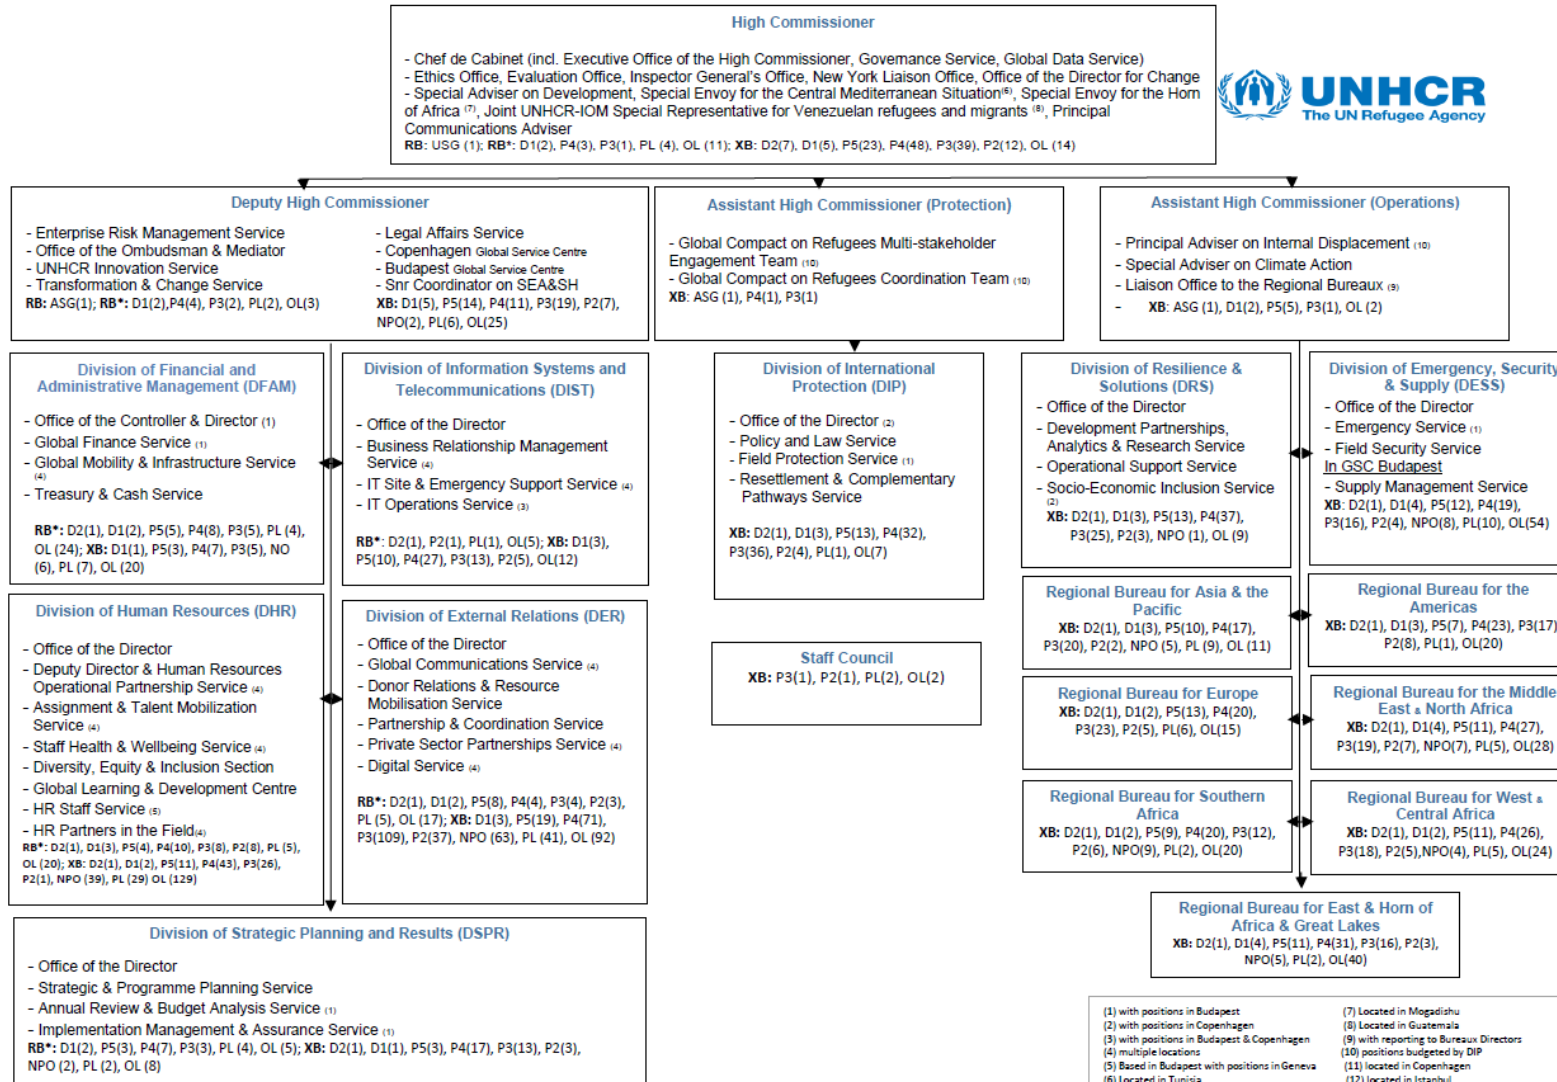 High Commissioner
- Chef de Cabinet (incl. Executive Office of the High Commissioner, Governance Service, Global Data Service)
- Ethics Office, Evaluation Office, Inspector General's Office, New York Liaison Office, Office of the Director for Change
- Special Adviser on Development, Special Envoy for the Central Mediterranean Situation(6), Special Envoy for the Horn
of Africa (7), Joint UNHCR-IOM Special Representative for Venezuelan refugees and migrants (8), Principal
Communications Adviser
RB: USG (1); RB*: D1(2), P4(3), P3(1), PL (4), OL (11); XB: D2(7), D1(5), P5(23), P4(48), P3(39), P2(12), OL (14)
UNHCR
The UN Refugee Agency
Deputy High Commissioner
- Enterprise Risk Management Service
- Office of the Ombudsman & Mediator
- UNHCR Innovation Service
- Transformation & Change Service
RB: ASG(1); RB*: D1(2),P4(4), P3(2), PL(2), OL(3)
- Legal Affairs Service
- Copenhagen Global Service Centre
- Budapest Global Service Centre
- Snr Coordinator on SEA&SH
XB: D1(5), P5(14), P4(11), P3(19), P2(7),
NPO(2), PL(6), OL(25)
Assistant High Commissioner (Protection)
- Global Compact on Refugees Multi-stakeholder
Engagement Team (10)
- Global Compact on Refugees Coordination Team (10)
XB: ASG (1), P4(1), P3(1)
Assistant High Commissioner (Operations)
- Principal Adviser on Internal Displacement (10)
- Special Adviser on Climate Action
- Liaison Office to the Regional Bureaux (9)
- XB: ASG (1), D1(2), P5(5), P3(1), OL (2)
Division of Financial and
Administrative Management (DFAM)
- Office of the Controller & Director (1)
- Global Finance Service (1)
- Global Mobility & Infrastructure Service
(4)
- Treasury & Cash Service
RB*: D2(1), D1(2), P5(5), P4(8), P3(5), PL (4),
OL (24); XB: D1(1), P5(3), P4(7), P3(5), NO
(6), PL (7), OL (20)
Division of Information Systems and
Telecommunications (DIST)
- Office of the Director
- Business Relationship Management
Service (4)
- IT Site & Emergency Support Service (4)
- IT Operations Service (3)
RB*: D2(1), P2(1), PL(1), OL(5); XB: D1(3),
P5(10), P4(27), P3(13), P2(5), OL(12)
Division of International
Protection (DIP)
- Office of the Director (2)
- Policy and Law Service
- Field Protection Service (1)
- Resettlement & Complementary
Pathways Service
XB: D2(1), D1(3), P5(13), P4(32),
P3(36), P2(4), PL(1), OL(7)
Division of Resilience &
Solutions (DRS)
- Office of the Director
- Development Partnerships,
Analytics & Research Service
- Operational Support Service
- Socio-Economic Inclusion Service
(2)
XB: D2(1), D1(3), P5(13), P4(37),
P3(25), P2(3), NPO (1), OL (9)
Division of Emergency, Security
& Supply (DESS)
- Office of the Director
- Emergency Service (1)
- Field Security Service
In GSC Budapest
- Supply Management Service
XB: D2(1), D1(4), P5(12), P4(19),
P3(16), P2(4), NPO(8), PL(10), OL(54)
Division of Human Resources (DHR)
- Office of the Director
- Deputy Director & Human Resources
Operational Partnership Service (4)
- Assignment & Talent Mobilization
Service (4)
- Staff Health & Wellbeing Service (4)
- Diversity, Equity & Inclusion Section
- Global Learning & Development Centre
- HR Staff Service (5)
- HR Partners in the Field(4)
RB*: D2(1), D1(3), P5(4), P4(10), P3(8), P2(8), PL (5),
OL (20); XB: D2(1), D1(2), P5(11), P4(43), P3(26),
P2(1), NPO (39), PL (29) OL (129)
Division of External Relations (DER)
- Office of the Director
- Global Communications Service (4)
- Donor Relations & Resource
Mobilisation Service
- Partnership & Coordination Service
- Private Sector Partnerships Service (4)
- Digital Service (4)
RB*: D2(1), D1(2), P5(8), P4(4), P3(4), P2(3),
PL (5), OL (17); XB: D1(3), P5(19), P4(71),
P3(109), P2(37), NPO (63), PL (41), OL (92)
Staff Council
XB: P3(1), P2(1), PL(2), OL(2)
Regional Bureau for Asia & the
Pacific
XB: D2(1), D1(3), P5(10), P4(17),
P3(20), P2(2), NPO (5), PL (9), OL (11)
Regional Bureau for the
Americas
XB: D2(1), D1(3), P5(7), P4(23), P3(17)
P2(8), PL(1), OL(20)
Regional Bureau for Europe
XB: D2(1), D1(2), P5(13), P4(20),
P3(23), P2(5), PL(6), OL(15)
Regional Bureau for the Middle
East & North Africa
XB: D2(1), D1(4), P5(11), P4(27),
P3(19), P2(7), NPO(7), PL(5), OL(28)
Regional Bureau for Southern
Africa
XB: D2(1), D1(2), P5(9), P4(20), P3(12),
P2(6), NPO(9), PL(2), OL(20)
Regional Bureau for West &
Central Africa
XB: D2(1), D1(2), P5(11), P4(26),
P3(18), P2(5),NPO(4), PL(5), OL(24)
Regional Bureau for East & Horn of
Africa & Great Lakes
XB: D2(1), D1(4), P5(11), P4(31), P3(16), P2(3),
NPO(5), PL(2), OL(40)
Division of Strategic Planning and Results (DSPR)
- Office of the Director
- Strategic & Programme Planning Service
- Annual Review & Budget Analysis Service (1)
- Implementation Management & Assurance Service (1)
RB*: D1(2), P5(3), P4(7), P3(3), PL (4), OL (5); XB: D2(1), D1(1), P5(3), P4(17), P3(13), P2(3),
NPO (2), PL (2), OL (8)
(1) with positions in Budapest
(2) with positions in Copenhagen
(3) with positions in Budapest & Copenhagen
(4) multiple locations
(5) Based in Budapest with positions in Geneva
(6) Located in Tunisia
(7) Located in Mogadishu
(8) Located in Guatemala
(9) with reporting to Bureaux Directors
(10) positions budgeted by DIP
(11) located in Copenhagen
(12) located in Istanbul